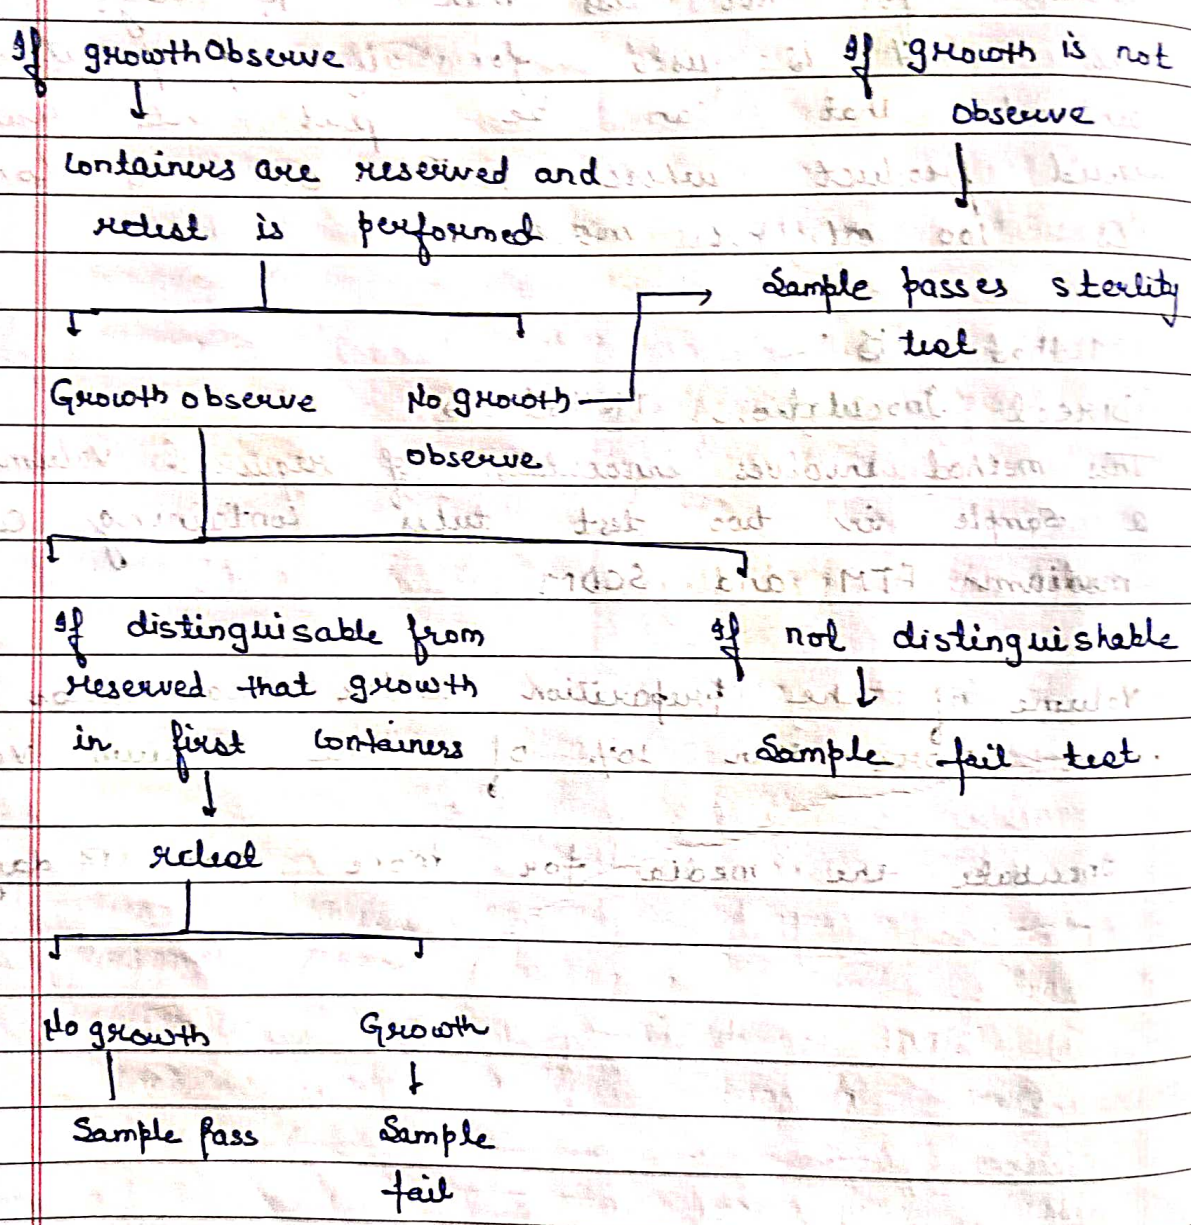 If growth Observe
If growth is not
observe
Containers are reserved and
retest is performed
Sample passes sterlity
test
Growth observe
No growth
observe
If distinguisable from
reserved that growth
in first Containers
If not distinguishable
Sample fail test.
retest
No growth
Growth
Sample Pass
Sample
fail